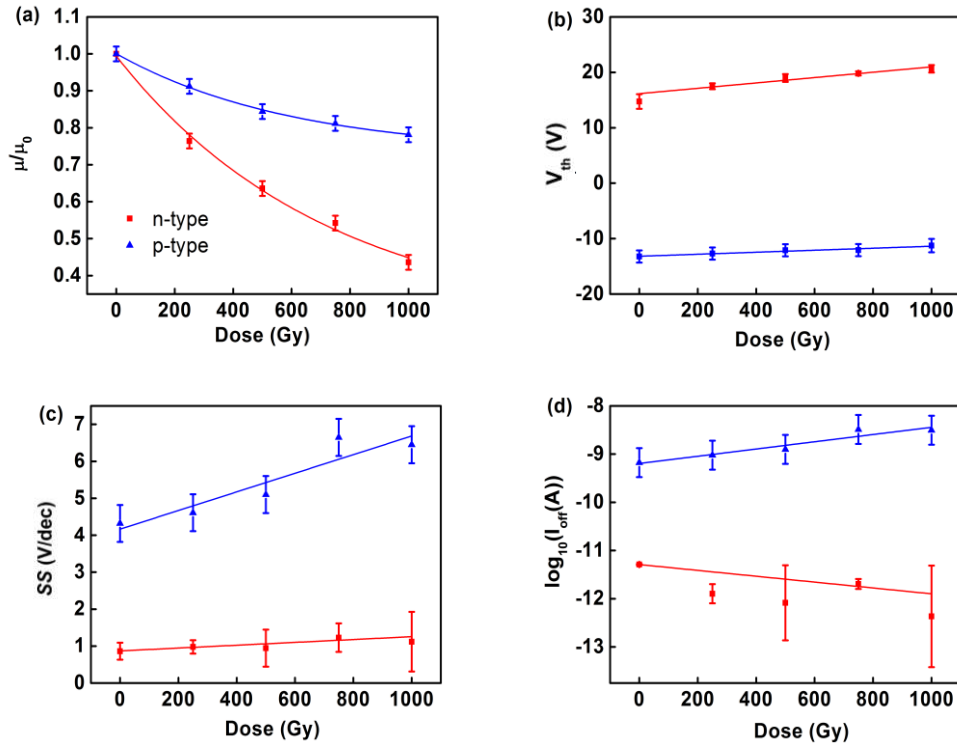 (a)
1.1
1.0
0.9
0.8
0.7
0.6
0.5
0.4
μ/μ0
n-type
p-type
0 200 400 600 800 1000
Dose (Gy)
(b)
30
20
10
0
-10
-20
Vth (V)
0 200 400 600 800 1000
Dose (Gy)
(c)
7
6
5
4
3
2
1
0
SS (V/dec)
0 200 400 600 800 1000
Dose (Gy)
(d)
-8
-9
-10
-11
-12
-13
log10(Ioff(A))
0 200 400 600 800 1000
Dose (Gy)